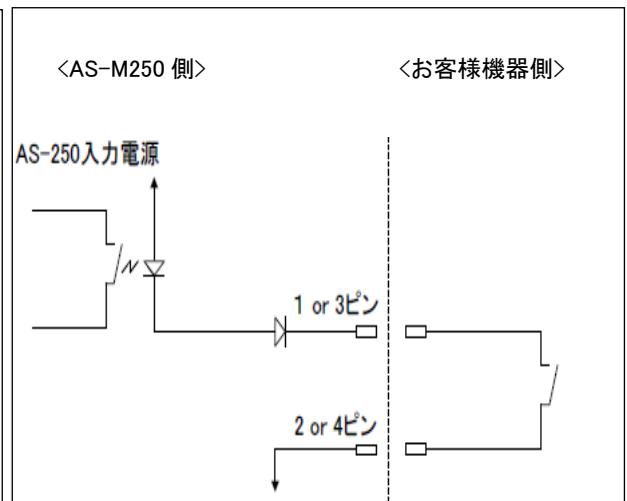 <AS-M250 側>
<お客様機器側>
AS-250入力電源
1 or 3ピン
2 or 4ピン